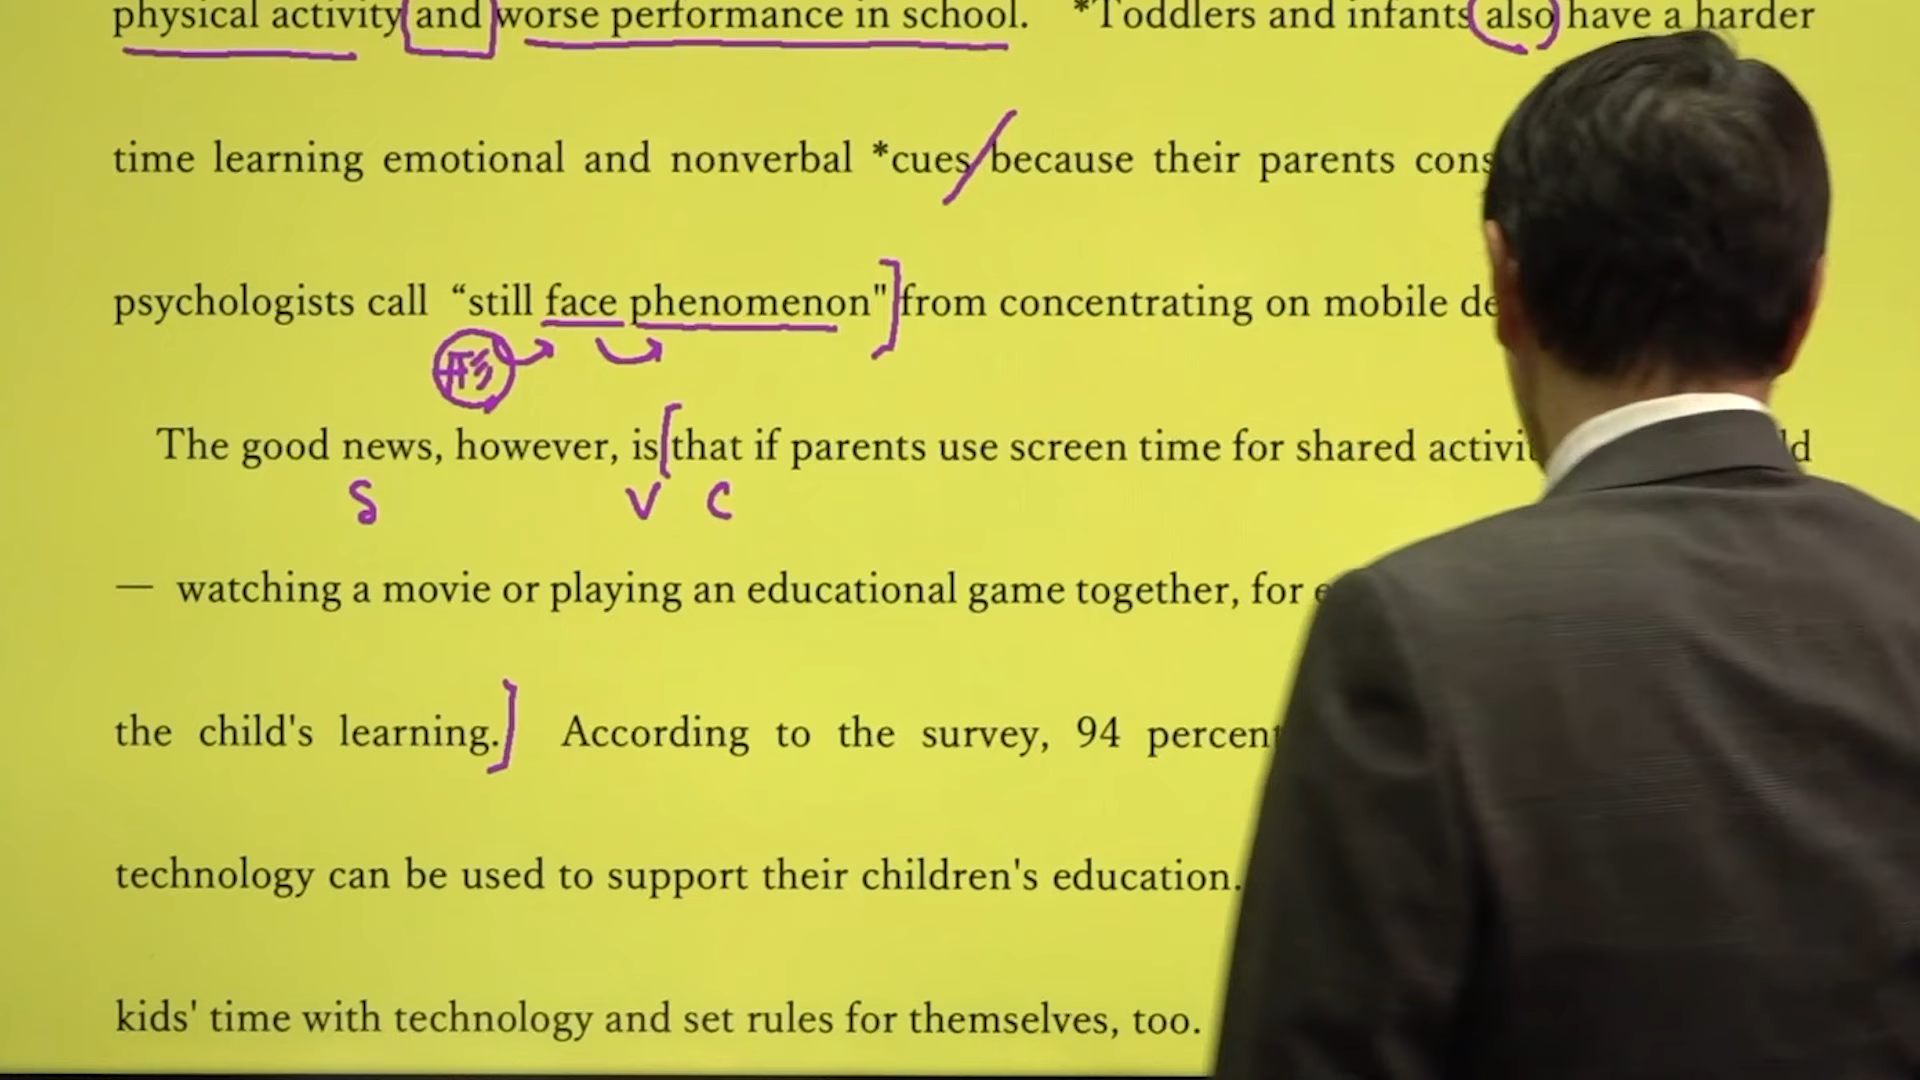 physical activity and worse performance in school. *Toddlers and infants also have a harder
time learning emotional and nonverbal *cues because their parents
psychologists call “still face phenomenon" from concentrating on mobile
形
The good news, however, is that if parents use screen time for shared
S V C
— watching a movie or playing an educational game together, for
the child's learning. According to the survey, 94 percent
technology can be used to support their children's education.
kids' time with technology and set rules for themselves, too.